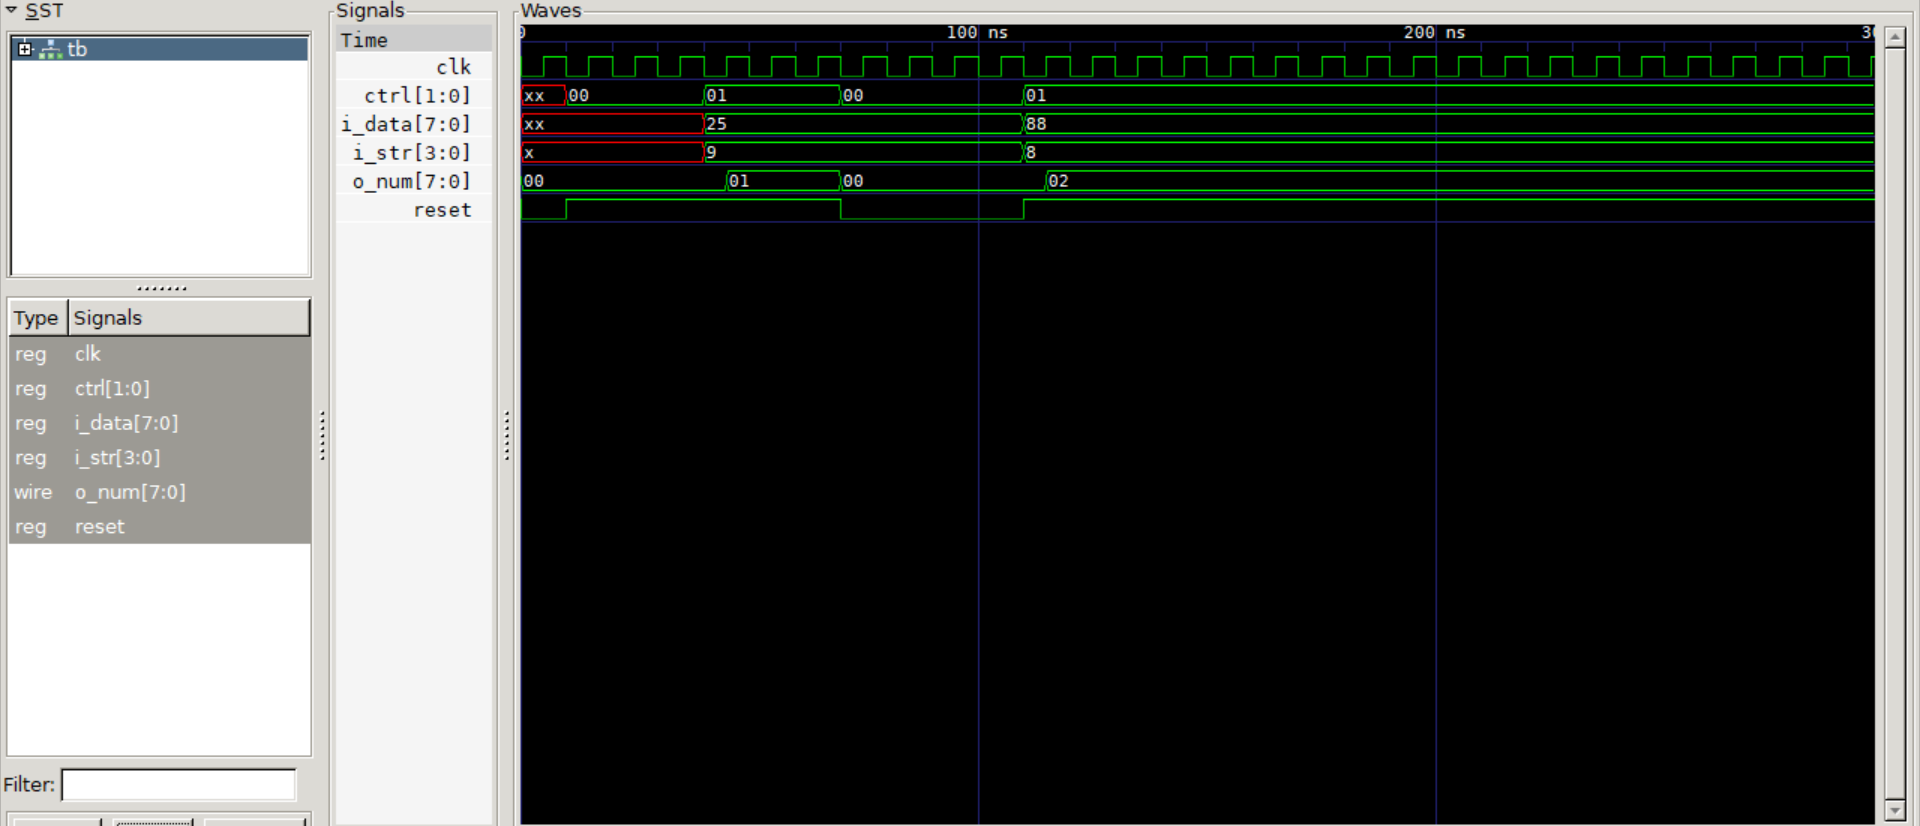 SST
tb
Type Signals
reg clk
reg ctrl[1:0]
reg i_data[7:0]
reg i_str[3:0]
wire o_num[7:0]
reg reset
Filter:
Signals
Time
clk
ctrl[1:0]
i_data[7:0]
i_str[3:0]
o_num[7:0]
reset
Waves
0 100 ns 200 ns 30
xx 00 01 00 01
xx 25 88
x 9 8
00 01 00 02